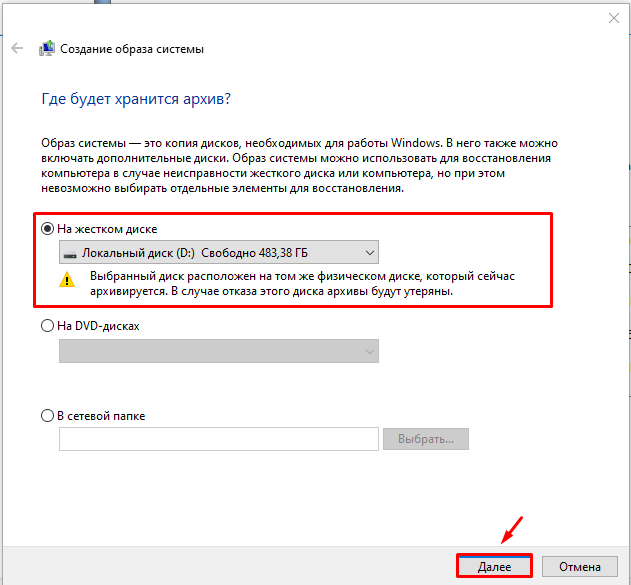 Создание образа системы
Где будет хранится архив?
Образ системы — это копия дисков, необходимых для работы Windows. В него также можно
включать дополнительные диски. Образ системы можно использовать для восстановления
компьютера в случае неисправности жесткого диска или компьютера, но при этом
невозможно выбирать отдельные элементы для восстановления.
На жестком диске
Локальный диск (D:) Свободно 483,38 ГБ
Выбранный диск расположен на том же физическом диске, который сейчас
архивируется. В случае отказа этого диска архивы будут утеряны.
На DVD-дисках
В сетевой папке
Выбрать...
Далее
Отмена